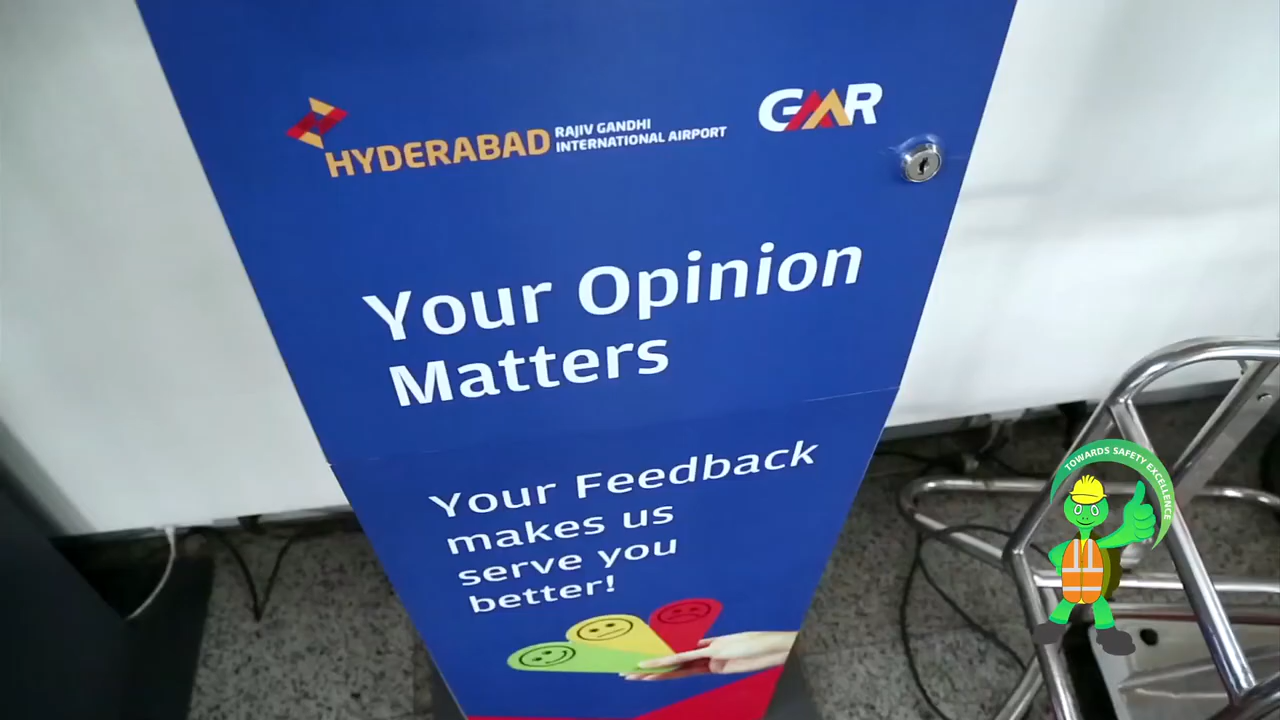 HYDERABAD
RAJIV GANDHI
INTERNATIONAL AIRPORT
GMR
Your Opinion
Matters
Your Feedback
makes us
serve you
better!
TOWARDS SAFETY EXCELLENCE